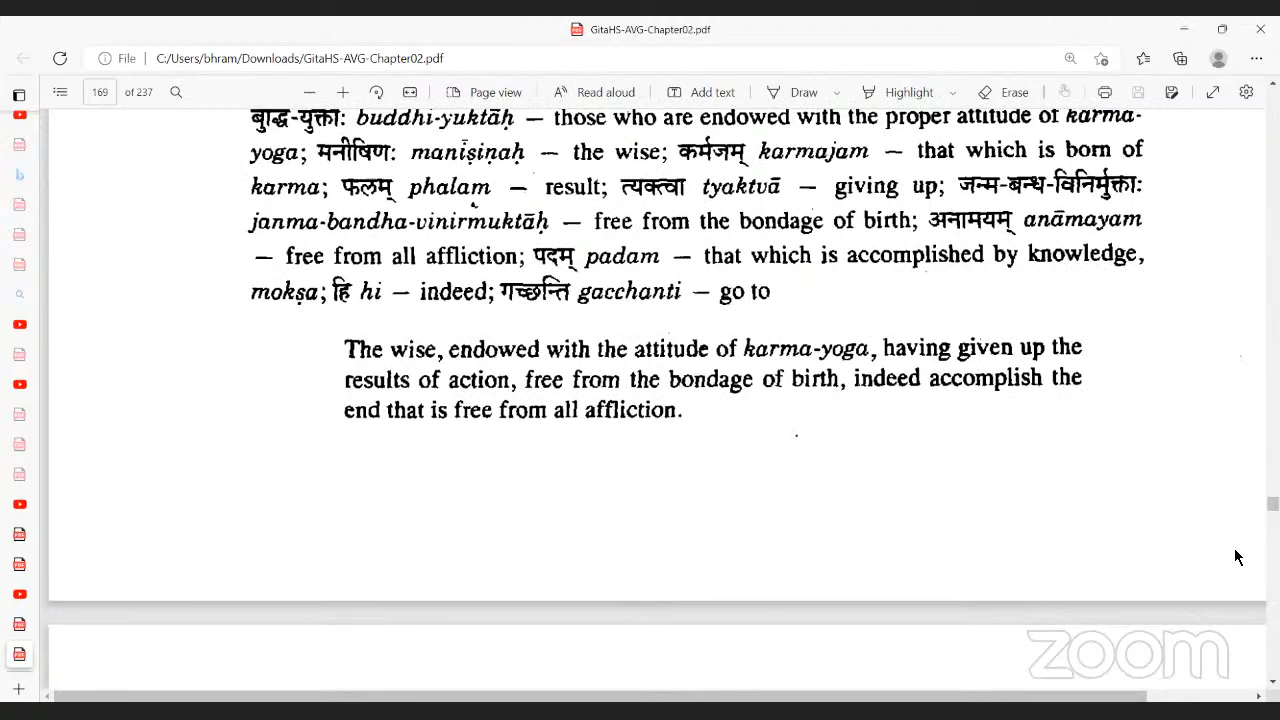 GitaHS-AVG-Chapter02.pdf
File | C:/Users/bhram/Downloads/GitaHS-AVG-Chapter02.pdf
169 of 237 Page view Read aloud Add text Draw Highlight Erase
बुद्धि-युक्ताः buddhi-yuktāḥ – those who are endowed with the proper attitude of karma-
yoga; मनीषिणः manīṣiṇaḥ – the wise; कर्मजम् karmajam – that which is born of
karma; फलम् phalam – result; त्यक्त्वा tyaktvā – giving up; जन्म-बन्ध-विनिर्मुक्ताः
janma-bandha-vinirmuktāḥ – free from the bondage of birth; अनामयम् anāmayam
– free from all affliction; पदम् padam – that which is accomplished by knowledge,
mokṣa; हि hi – indeed; गच्छन्ति gacchanti – go to
The wise, endowed with the attitude of karma-yoga, having given up the
results of action, free from the bondage of birth, indeed accomplish the
end that is free from all affliction.
zoom